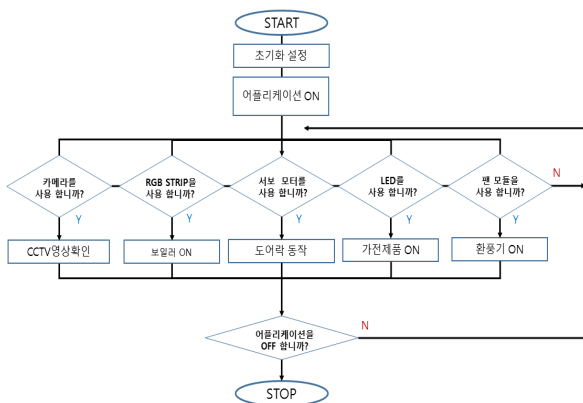 START
초기화 설정
어플리케이션 ON
카메라를
사용 합니까?
RGB STRIP을
사용 합니까?
서보 모터를
사용 합니까?
LED를
사용 합니까?
팬 모듈을
사용 합니까?
N
Y
Y
Y
Y
Y
CCTV영상확인
보일러 ON
도어락 동작
가전제품 ON
환풍기 ON
어플리케이션을
OFF 합니까?
N
STOP